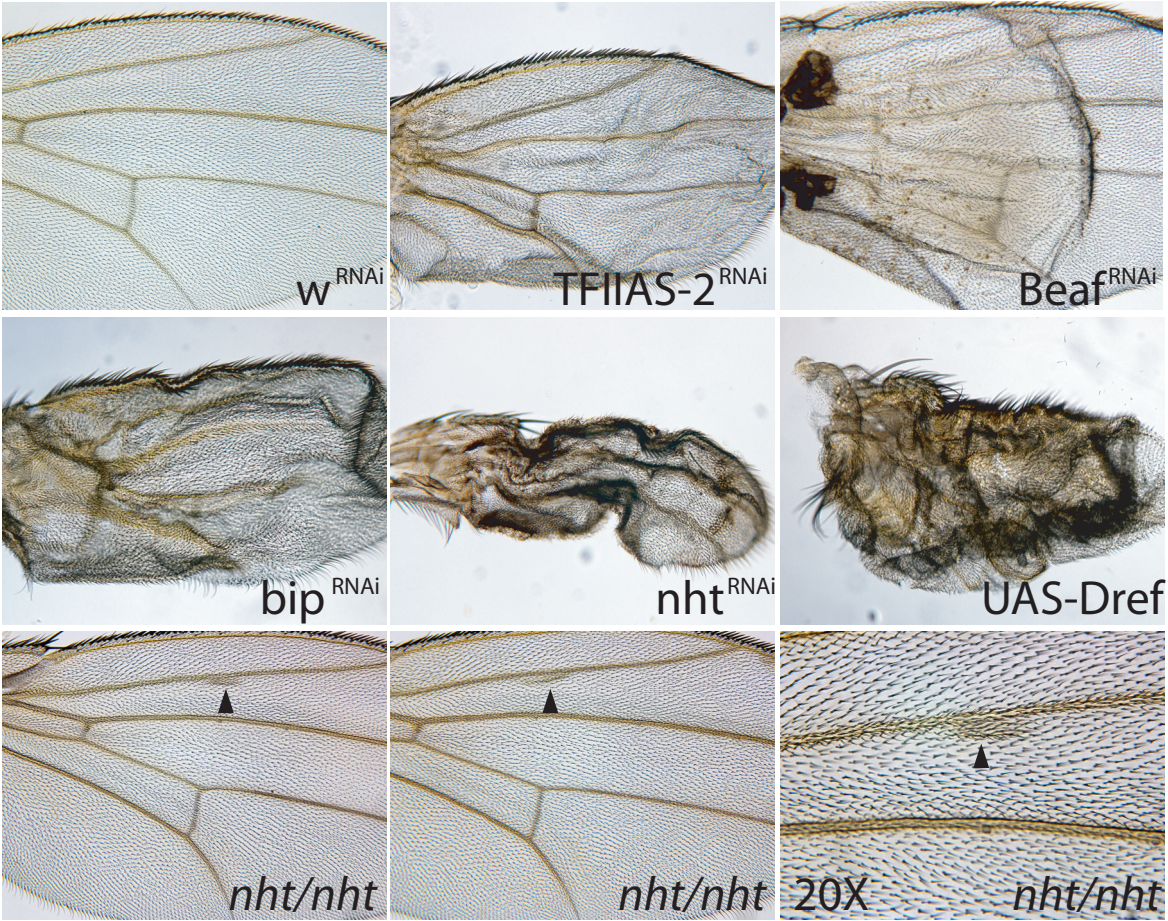 w RNAi
TFIIAS-2 RNAi
Beaf RNAi
bip RNAi
nht RNAi
UAS-Dref
nht/nht
nht/nht
20X nht/nht